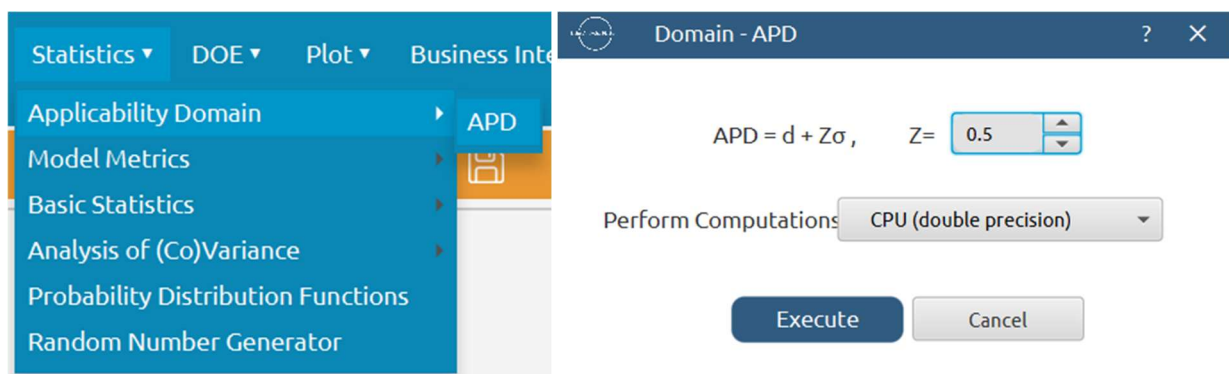 Statistics ▾ DOE ▾ Plot ▾ Business Inte
Applicability Domain
APD
Model Metrics
Basic Statistics
Analysis of (Co)Variance
Probability Distribution Functions
Random Number Generator
Domain - APD ? ×
APD = d + Zσ , Z= 0.5
Perform Computations CPU (double precision)
Execute Cancel